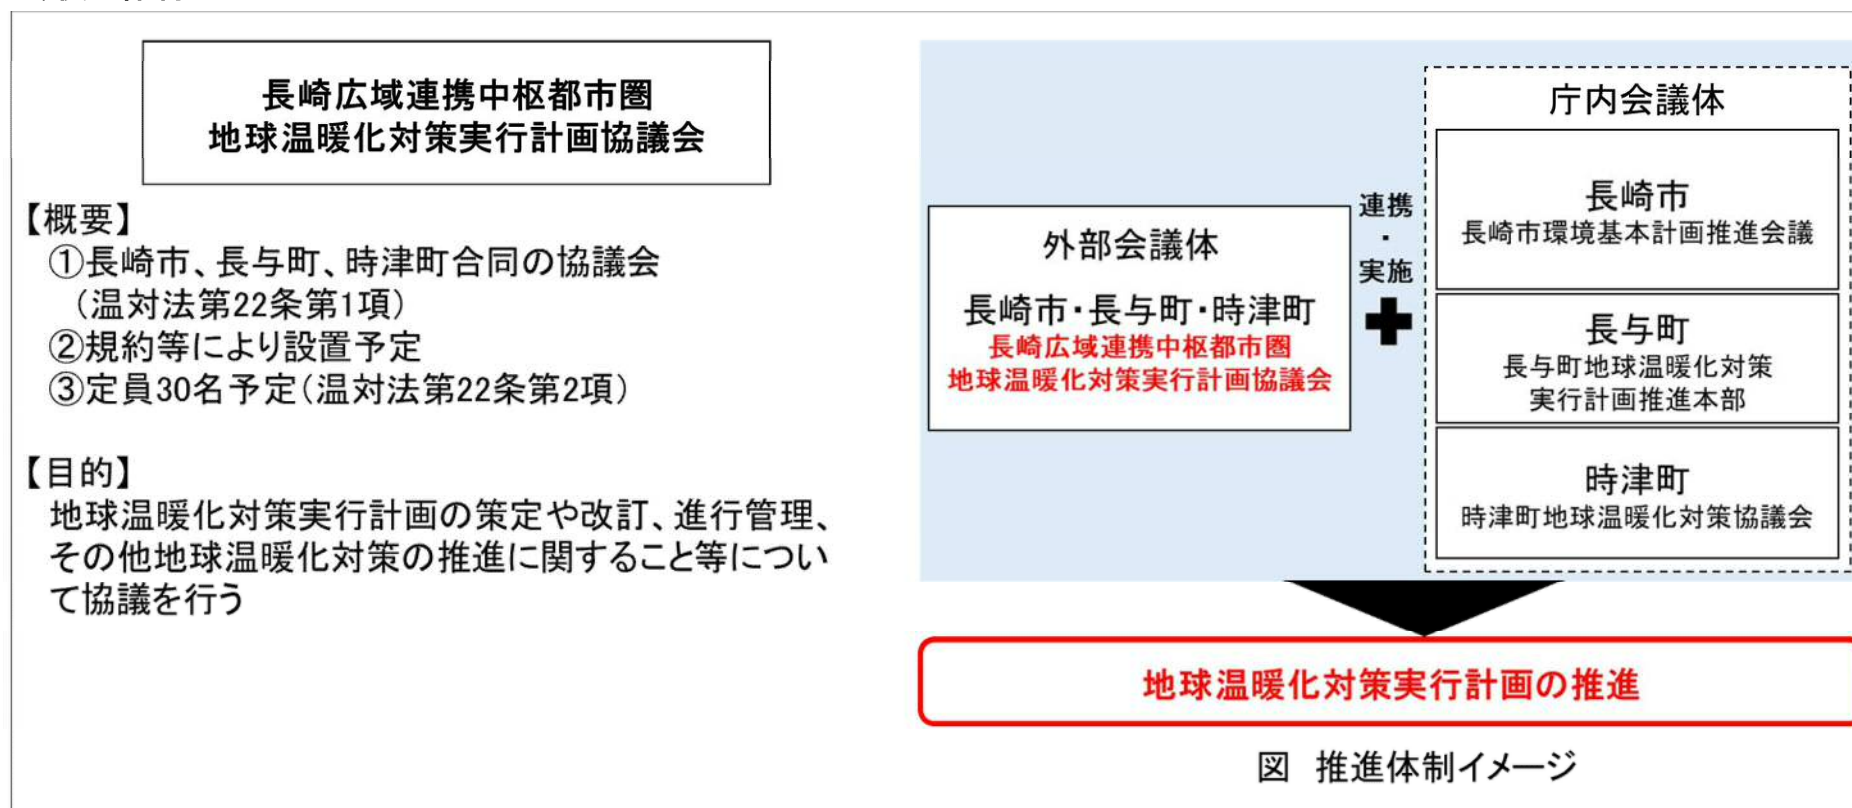 長崎広域連携中枢都市圏
地球温暖化対策実行計画協議会
【概要】
①長崎市、長与町、時津町合同の協議会
（温対法第22条第1項）
②規約等により設置予定
③定員30名予定（温対法第22条第2項）
【目的】
地球温暖化対策実行計画の策定や改訂、進行管理、
その他地球温暖化対策の推進に関すること等につい
て協議を行う
外部会議体
長崎市・長与町・時津町
長崎広域連携中枢都市圏
地球温暖化対策実行計画協議会
連携
・
実施
庁内会議体
長崎市
長崎市環境基本計画推進会議
長与町
長与町地球温暖化対策
実行計画推進本部
時津町
時津町地球温暖化対策協議会
地球温暖化対策実行計画の推進
図　推進体制イメージ